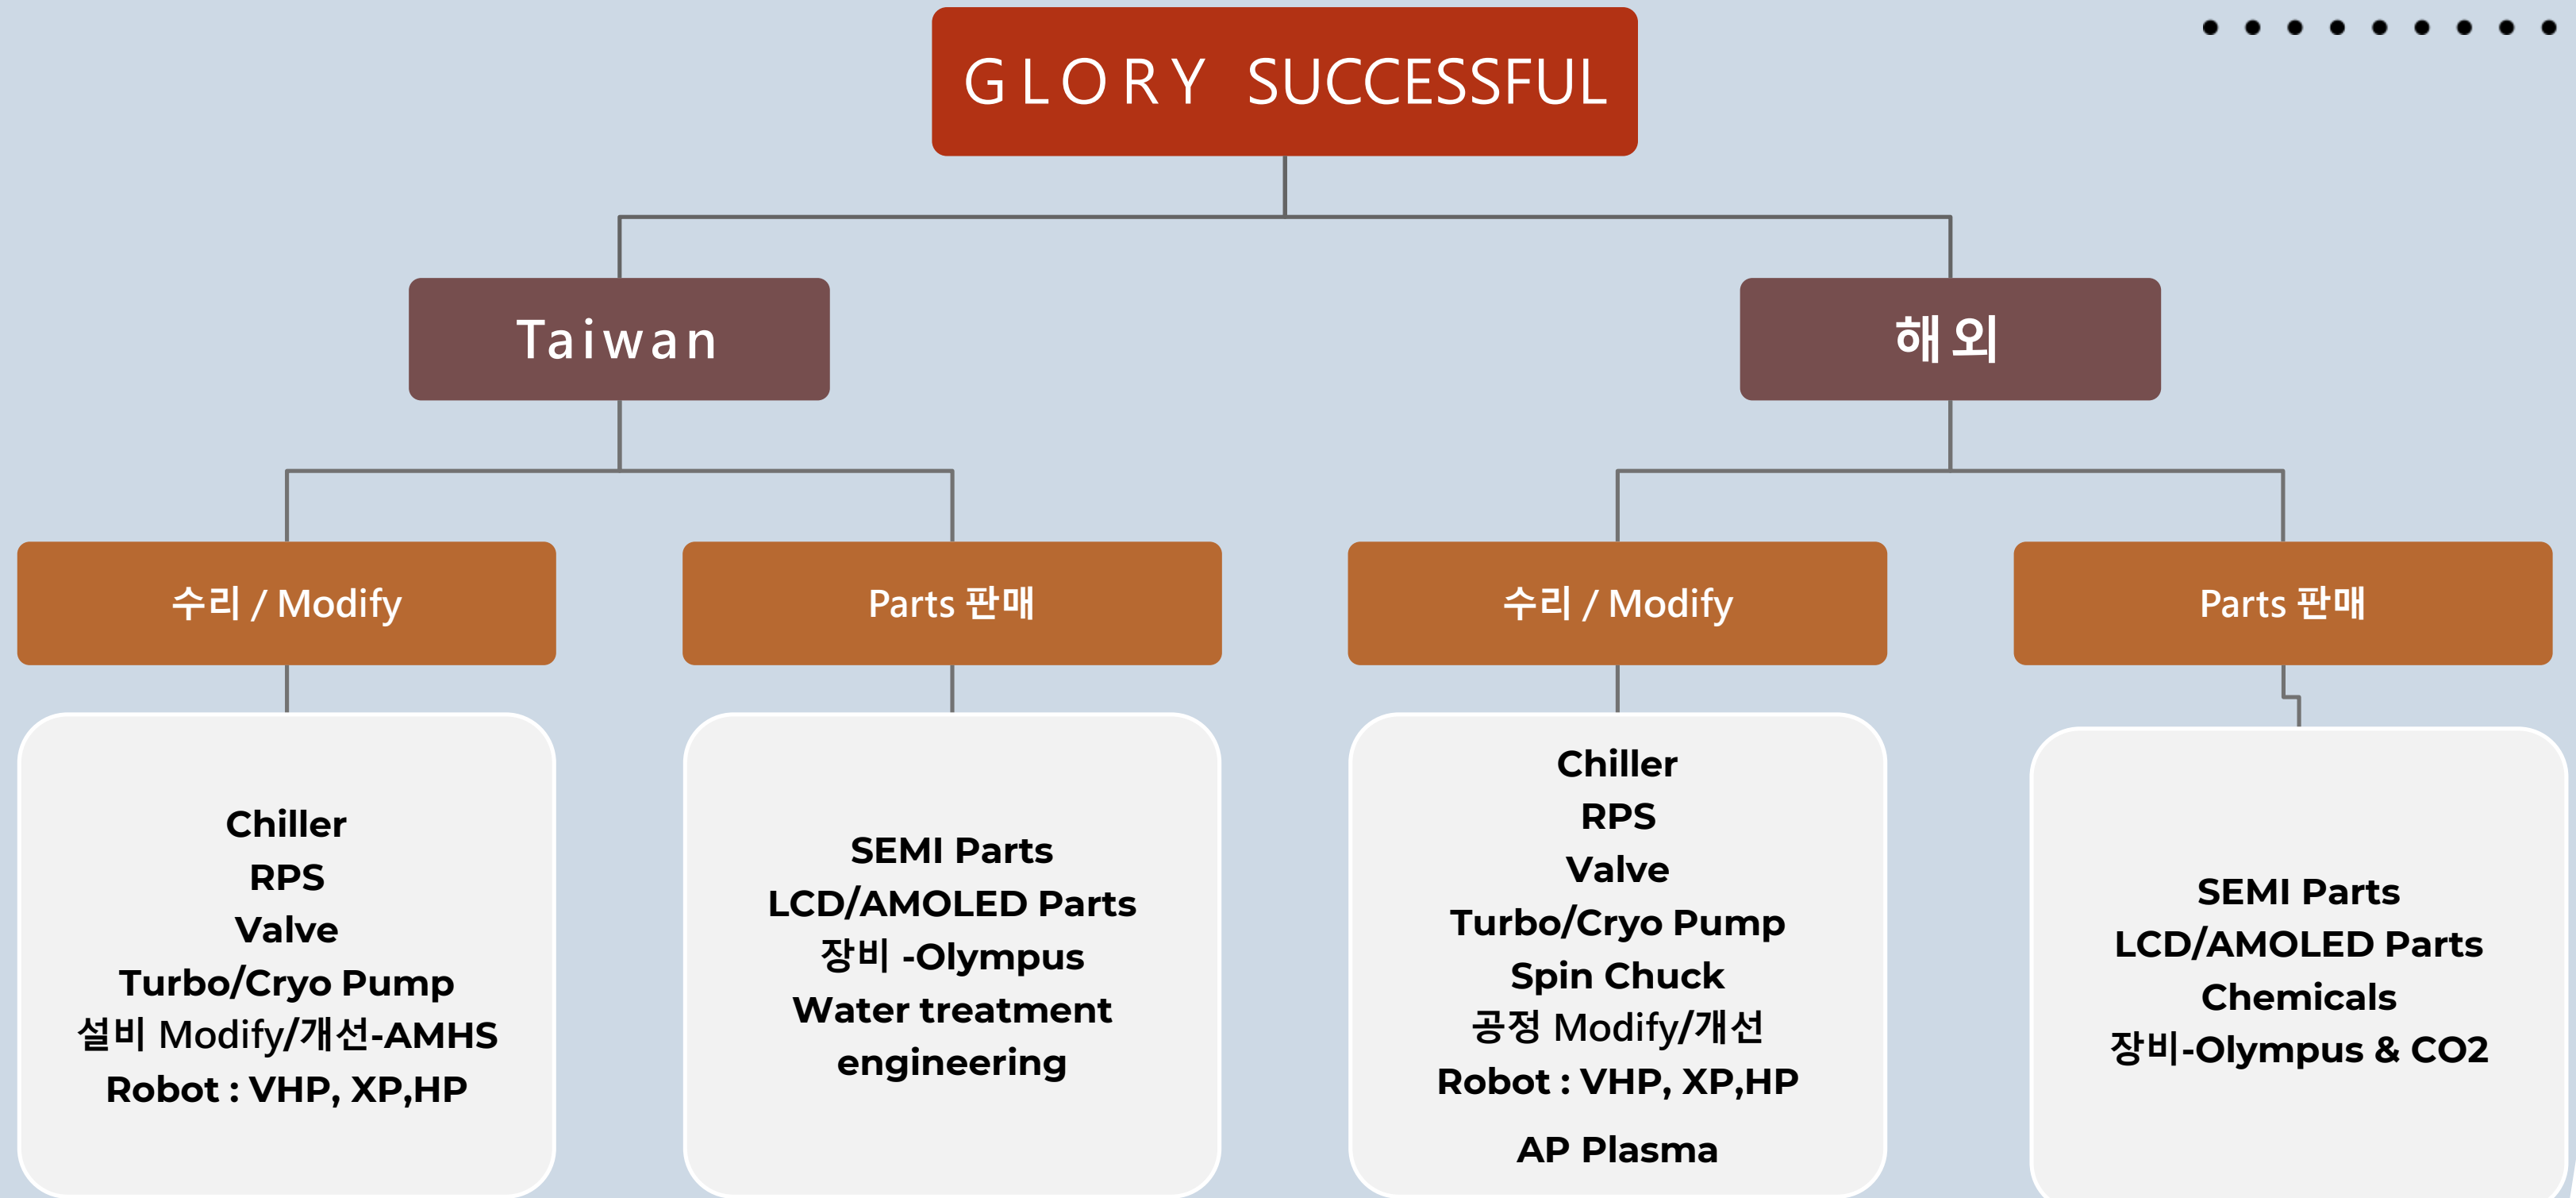 GLORY SUCCESSFUL
Taiwan
해외
수리 / Modify
Parts 판매
수리 / Modify
Parts 판매
Chiller
RPS
Valve
Turbo/Cryo Pump
설비 Modify/개선-AMHS
Robot : VHP, XP,HP
SEMI Parts
LCD/AMOLED Parts
장비 -Olympus
Water treatment
engineering
Chiller
RPS
Valve
Turbo/Cryo Pump
Spin Chuck
공정 Modify/개선
Robot : VHP, XP,HP
AP Plasma
SEMI Parts
LCD/AMOLED Parts
Chemicals
장비-Olympus & CO2